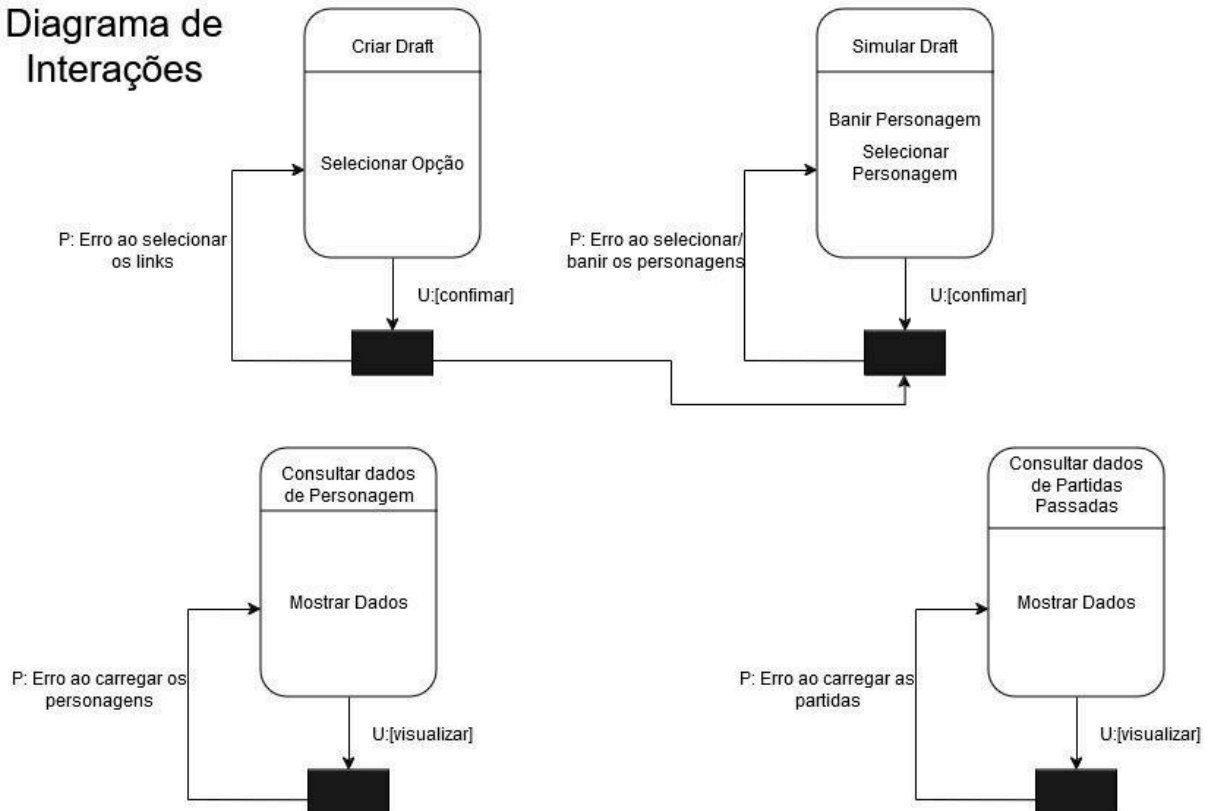 Diagrama de
Interações
Criar Draft
Selecionar Opção
P: Erro ao selecionar
os links
U:[confimar]
Simular Draft
Banir Personagem
Selecionar
Personagem
P: Erro ao selecionar/
banir os personagens
U:[confimar]
Consultar dados
de Personagem
Mostrar Dados
P: Erro ao carregar os
personagens
U:[visualizar]
Consultar dados
de Partidas
Passadas
Mostrar Dados
P: Erro ao carregar as
partidas
U:[visualizar]